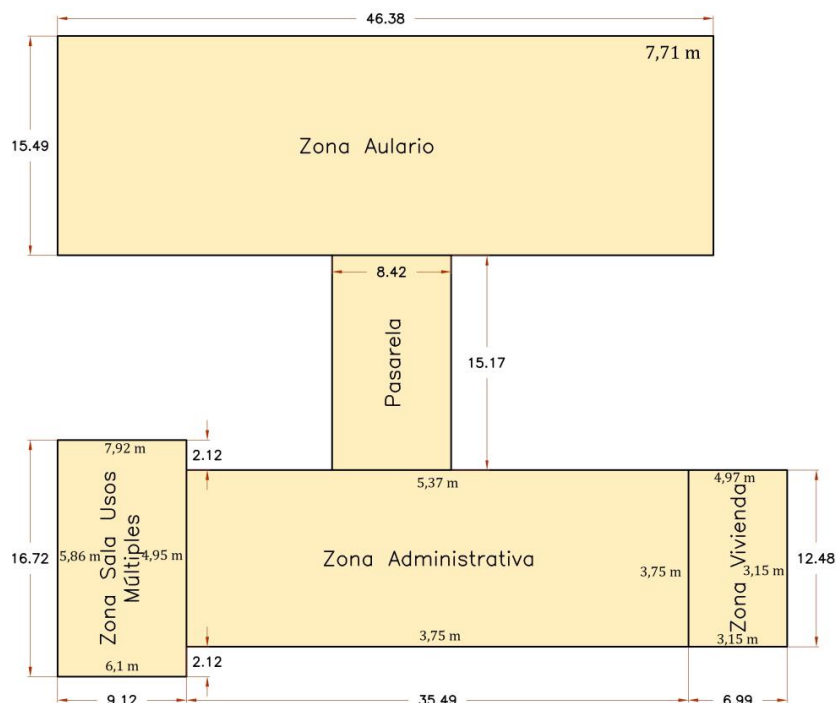 46.38
7,71 m
15.49
Zona Aulario
8.42
Pasarela
15.17
7,92 m
2.12
5,37 m
4,97 m
16.72
5,86 m
Zona Sala Usos
Múltiples
4,95 m
Zona Administrativa
3,75 m
Zona Vivienda
3,15 m
12.48
3,75 m
3,15 m
6,1 m
2.12
9.12
35.49
6.99